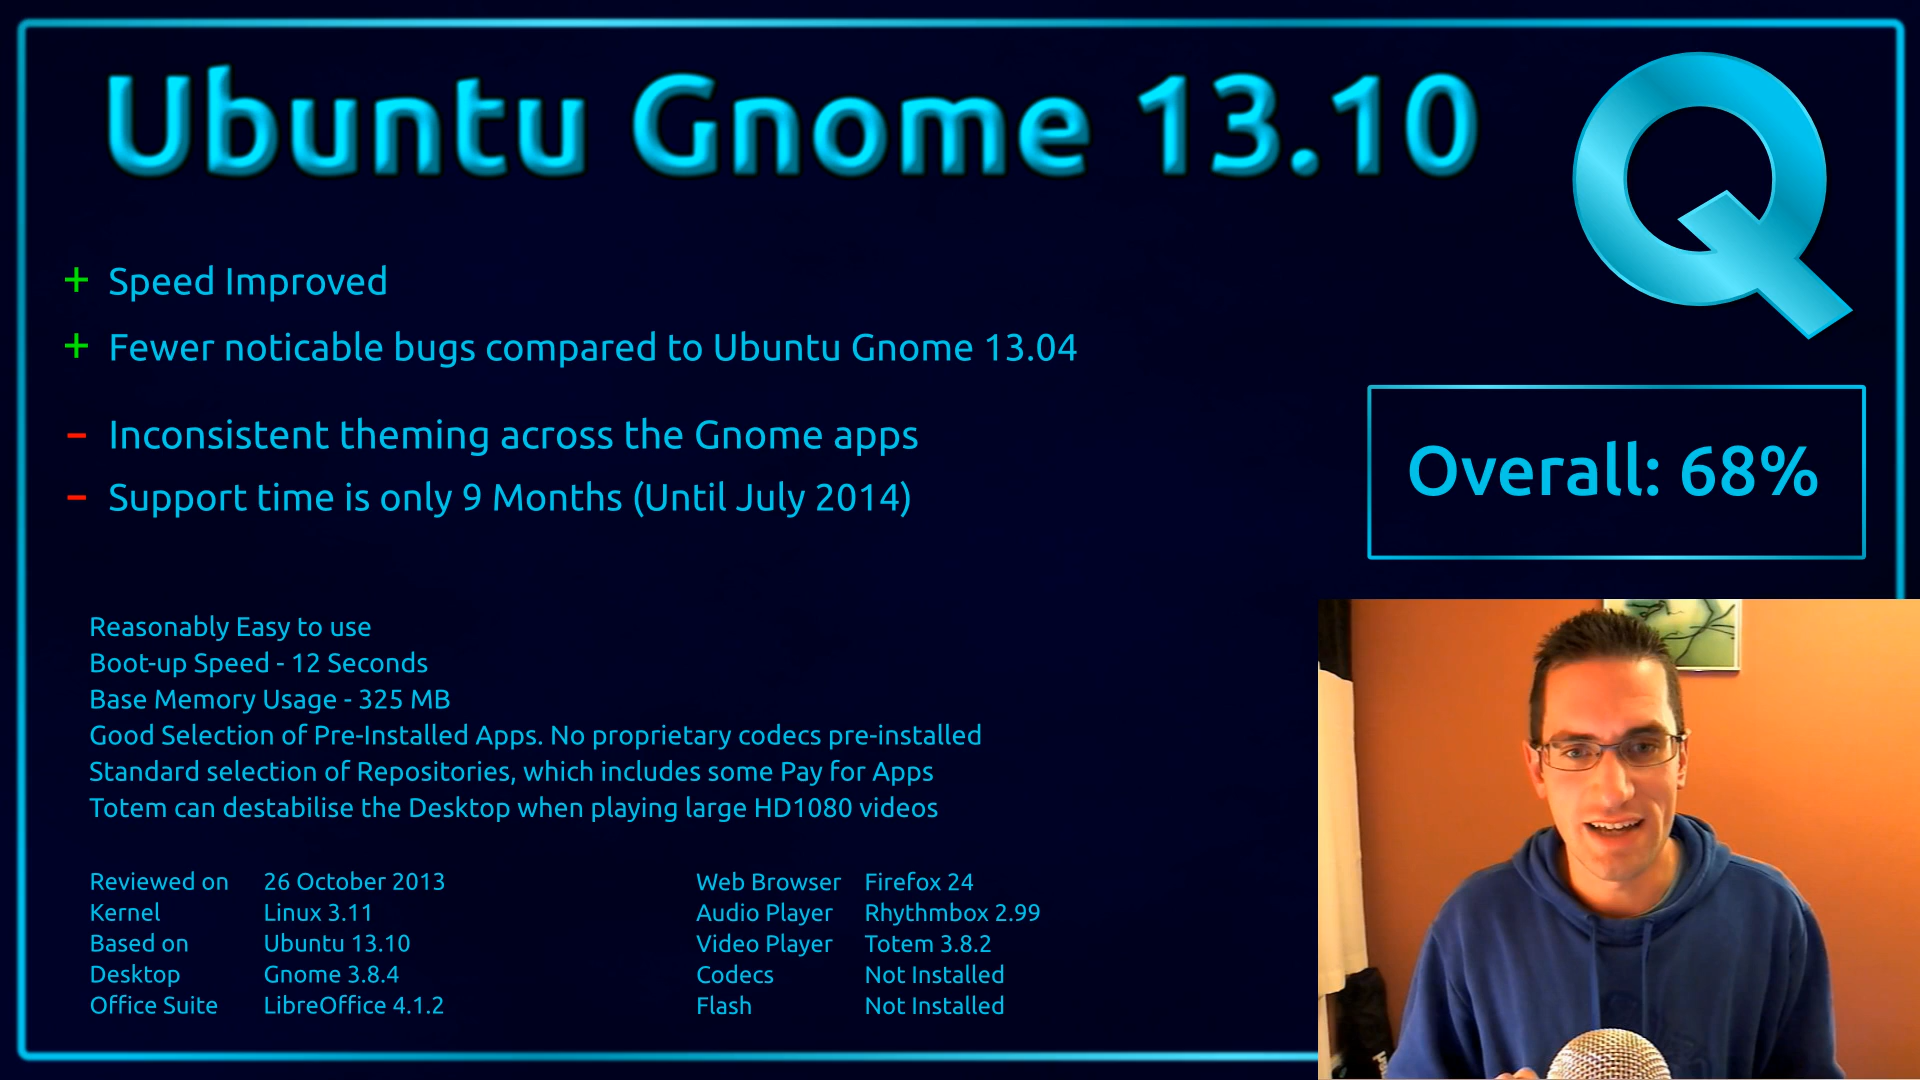 Ubuntu Gnome 13.10
Q
+ Speed Improved
+ Fewer noticable bugs compared to Ubuntu Gnome 13.04
- Inconsistent theming across the Gnome apps
- Support time is only 9 Months (Until July 2014)
Overall: 68%
Reasonably Easy to use
Boot-up Speed - 12 Seconds
Base Memory Usage - 325 MB
Good Selection of Pre-Installed Apps. No proprietary codecs pre-installed
Standard selection of Repositories, which includes some Pay for Apps
Totem can destabilise the Desktop when playing large HD1080 videos
Reviewed on 26 October 2013
Kernel Linux 3.11
Based on Ubuntu 13.10
Desktop Gnome 3.8.4
Office Suite LibreOffice 4.1.2
Web Browser Firefox 24
Audio Player Rhythmbox 2.99
Video Player Totem 3.8.2
Codecs Not Installed
Flash Not Installed